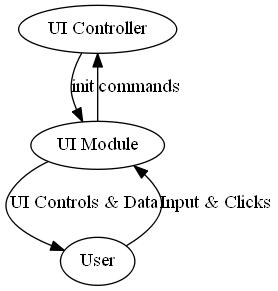 UI Controller
init commands
UI Module
UI Controls & Data Input & Clicks
User